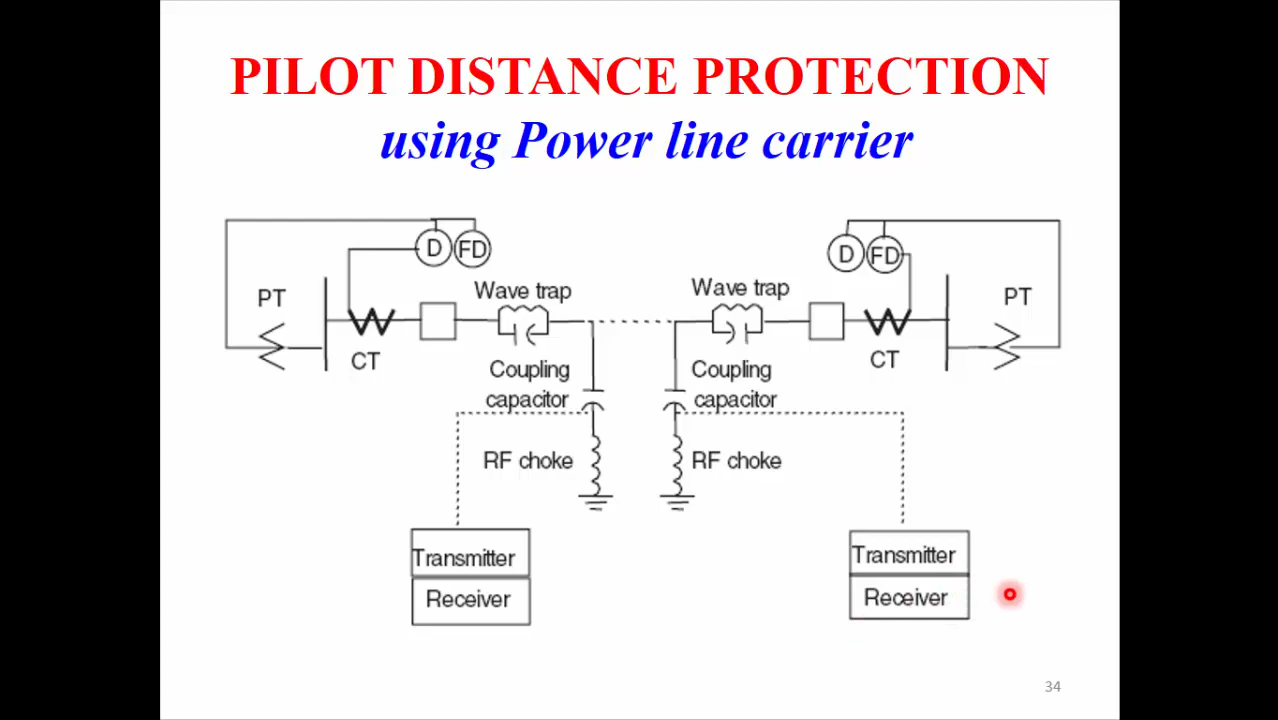 PILOT DISTANCE PROTECTION
using Power line carrier
D FD
D FD
PT
Wave trap
Wave trap
PT
CT
CT
Coupling
capacitor
Coupling
capacitor
RF choke
RF choke
Transmitter
Receiver
Transmitter
Receiver
34